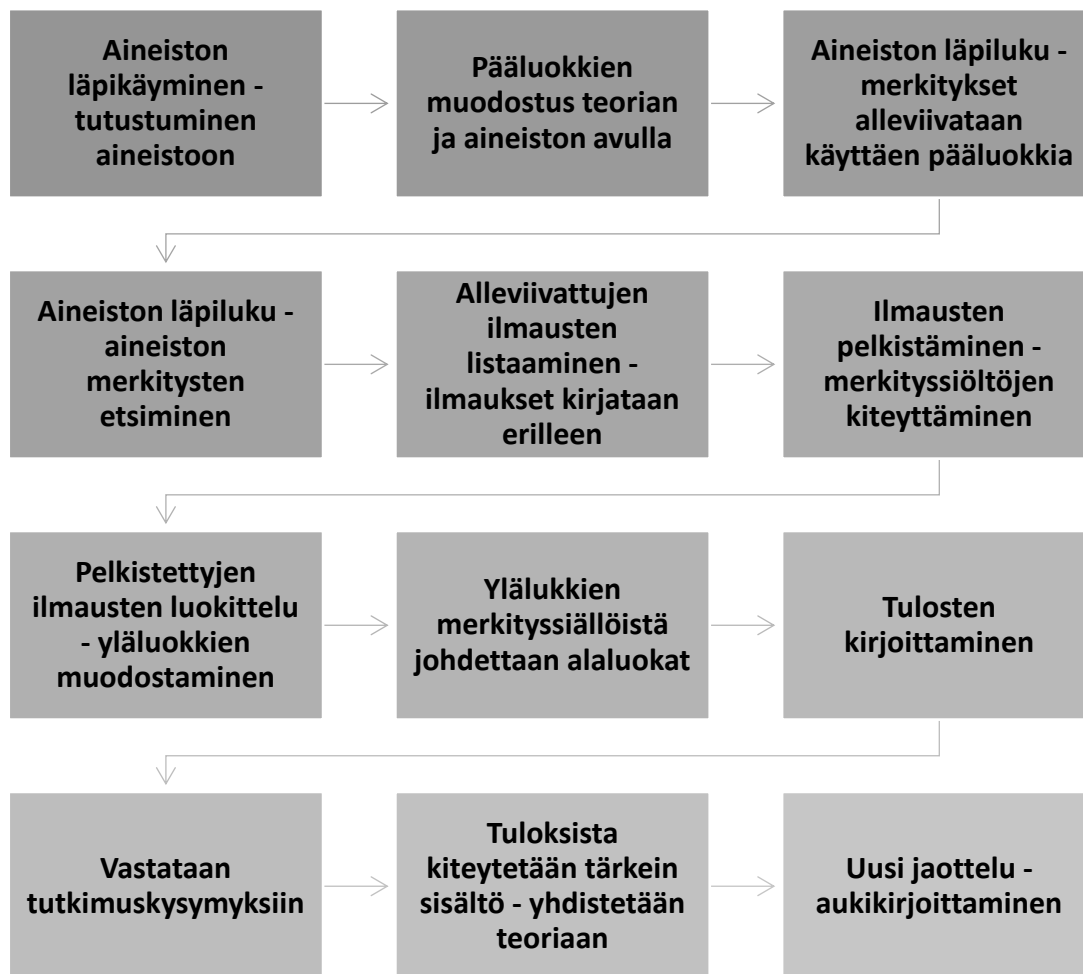 Aineiston
läpikäyminen -
tutustuminen
aineistoon
Pääluokkien
muodostus teorian
ja aineiston avulla
Aineiston läpiluku -
merkitykset
alleviivataan
käyttäen pääluokkia
Aineiston läpiluku -
aineiston
merkitysten
etsiminen
Alleviivattujen
ilmausten
listaaminen -
ilmaukset kirjataan
erilleen
Ilmausten
pelkistäminen -
merkityssiöltöjen
kiteyttäminen
Pelkistettyjen
ilmausten luokittelu
- yläluokkien
muodostaminen
Ylälukkien
merkityssiällöistä
johdettaan alaluokat
Tulosten
kirjoittaminen
Vastataan
tutkimuskysymyksiin
Tuloksista
kiteytetään tärkein
sisältö - yhdistetään
teoriaan
Uusi jaottelu -
aukikirjoittaminen